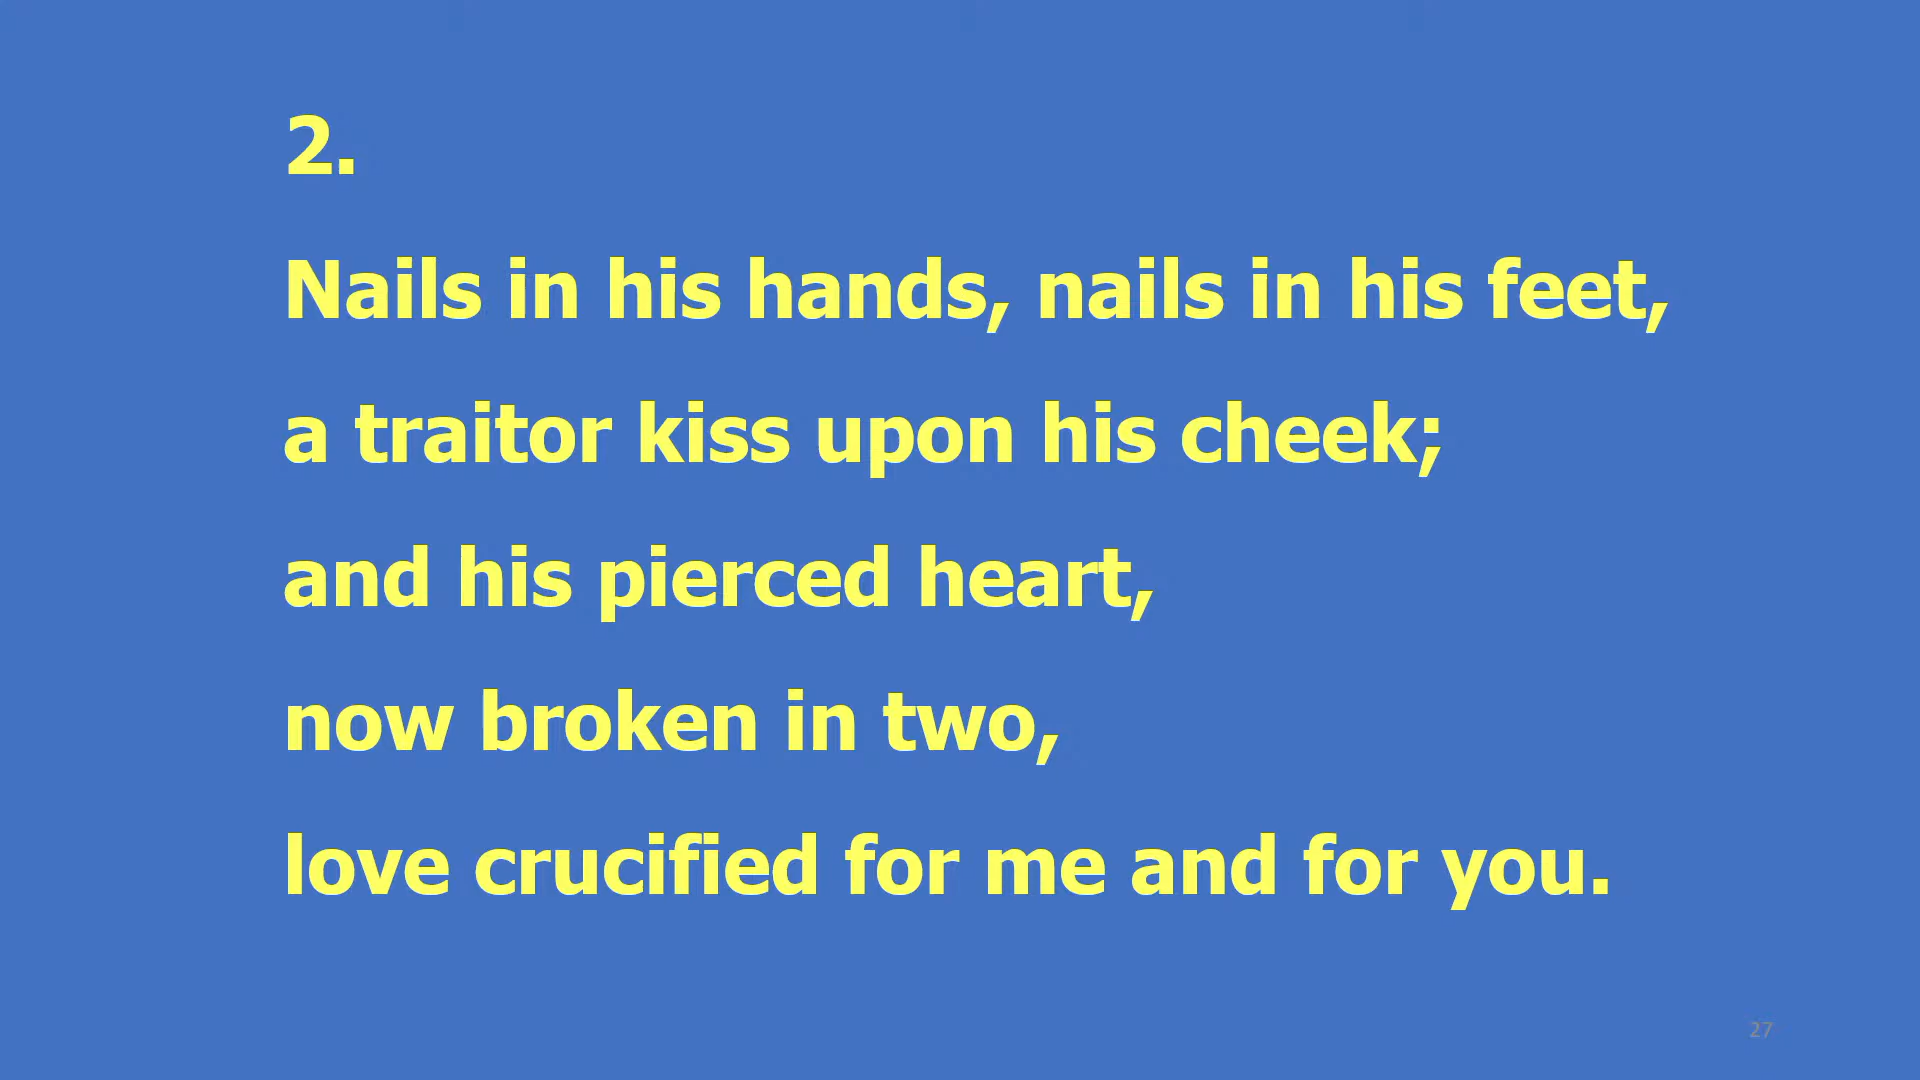 2.
Nails in his hands, nails in his feet,
a traitor kiss upon his cheek;
and his pierced heart,
now broken in two,
love crucified for me and for you.
27